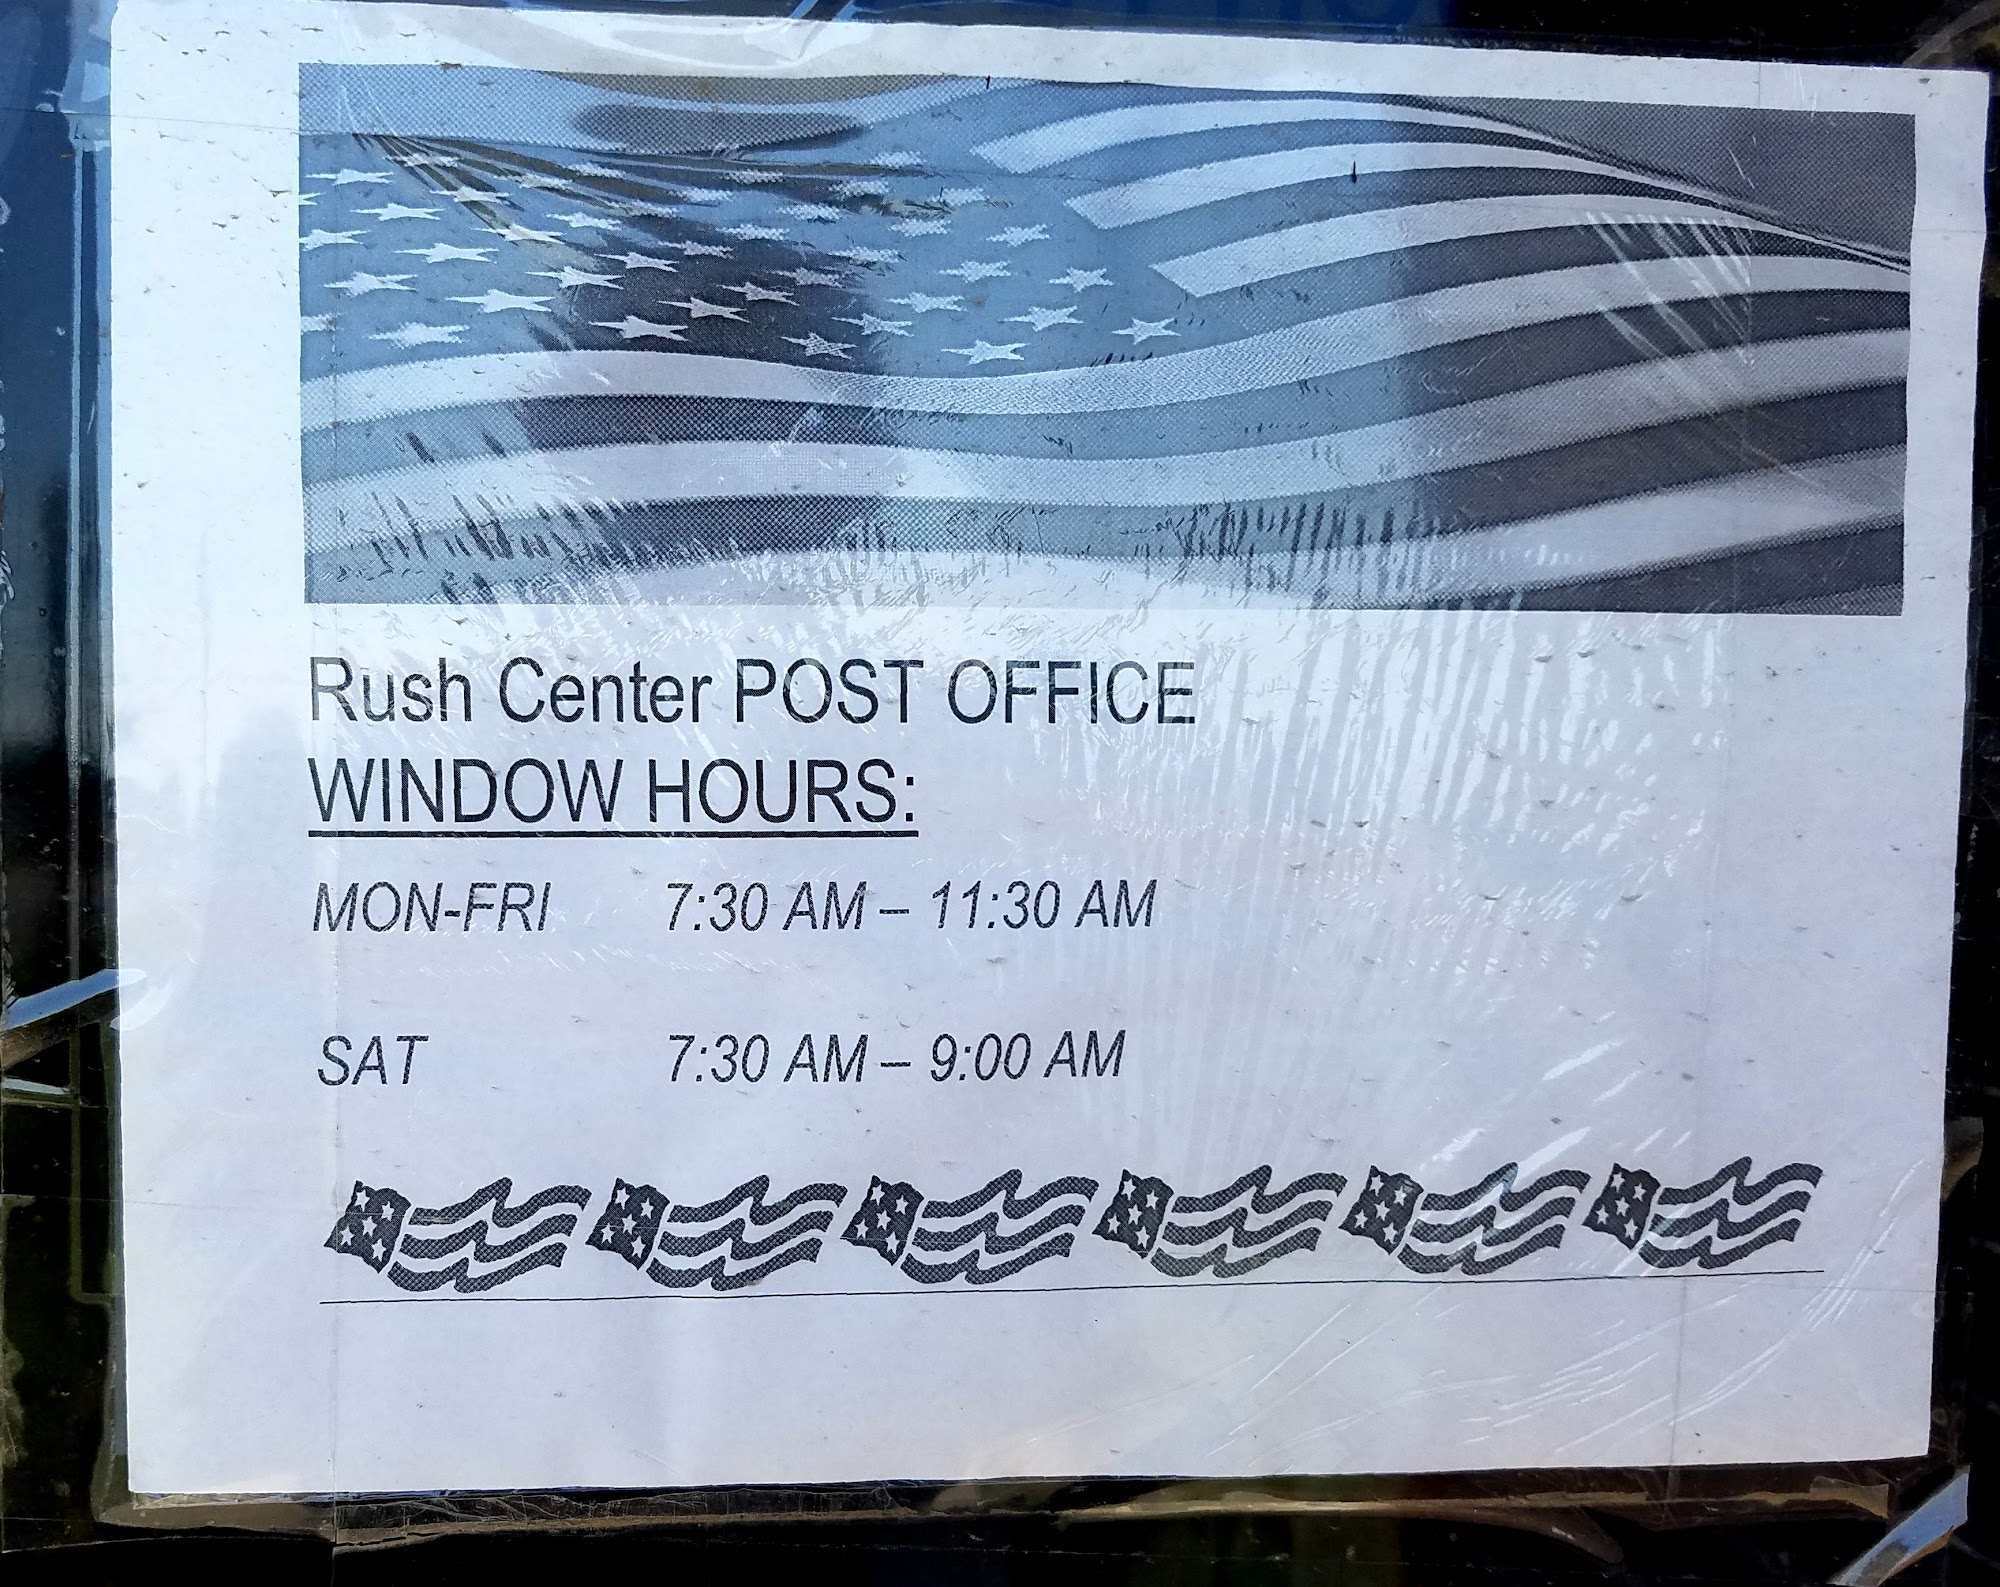 Rush Center POST OFFICE
WINDOW HOURS:
MON-FRI 7:30 AM – 11:30 AM
SAT 7:30 AM – 9:00 AM